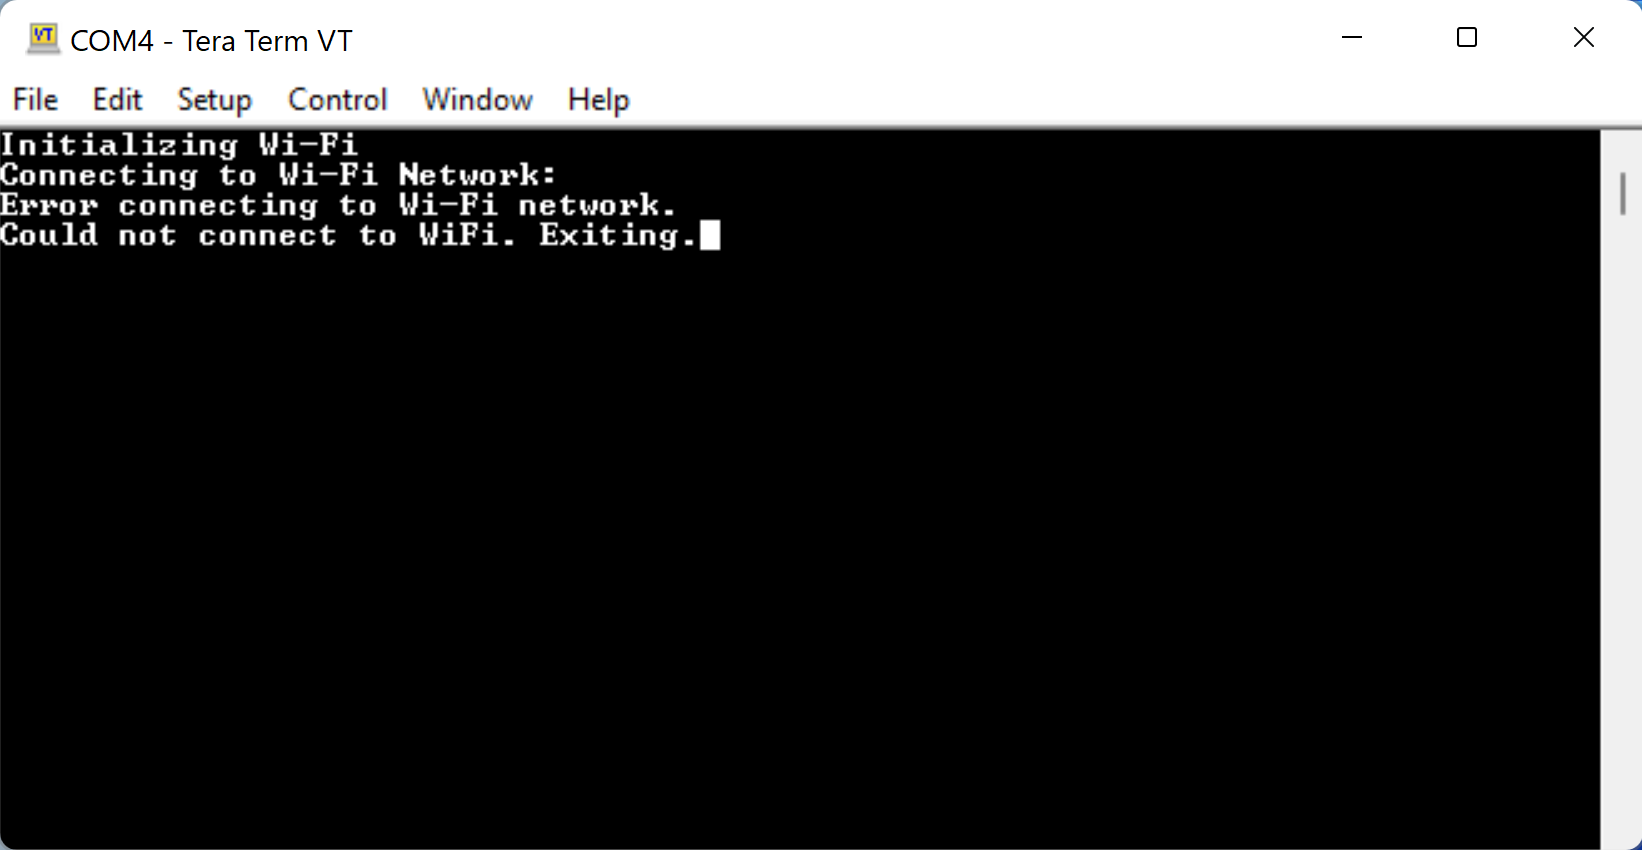 VT COM4 - Tera Term VT
File Edit Setup Control Window Help
Initializing Wi-Fi
Connecting to Wi-Fi Network:
Error connecting to Wi-Fi network.
Could not connect to WiFi. Exiting.